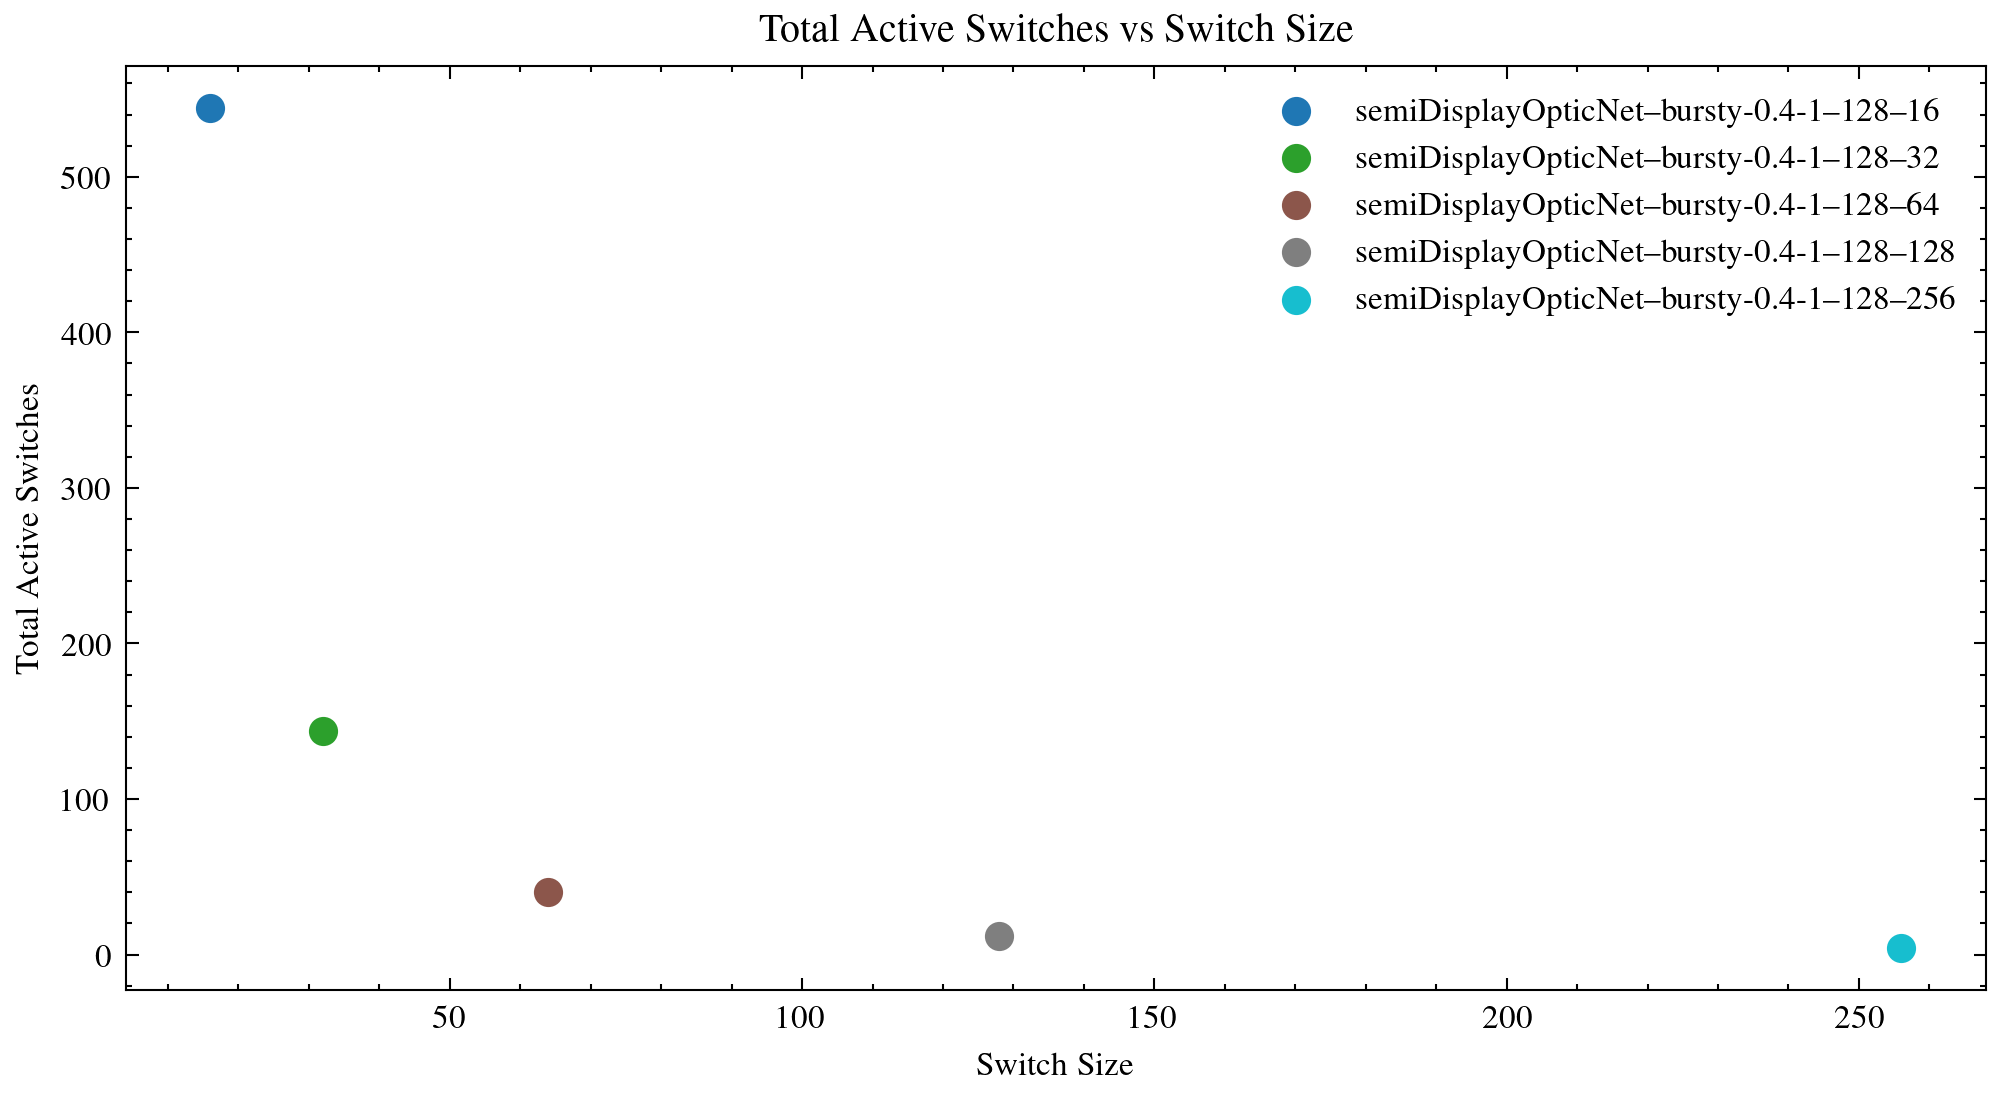 Total Active Switches vs Switch Size
semiDisplayOpticNet–bursty-0.4-1–128–16
semiDisplayOpticNet–bursty-0.4-1–128–32
semiDisplayOpticNet–bursty-0.4-1–128–64
semiDisplayOpticNet–bursty-0.4-1–128–128
semiDisplayOpticNet–bursty-0.4-1–128–256
Total Active Switches
500
400
300
200
100
0
50
100
150
200
250
Switch Size